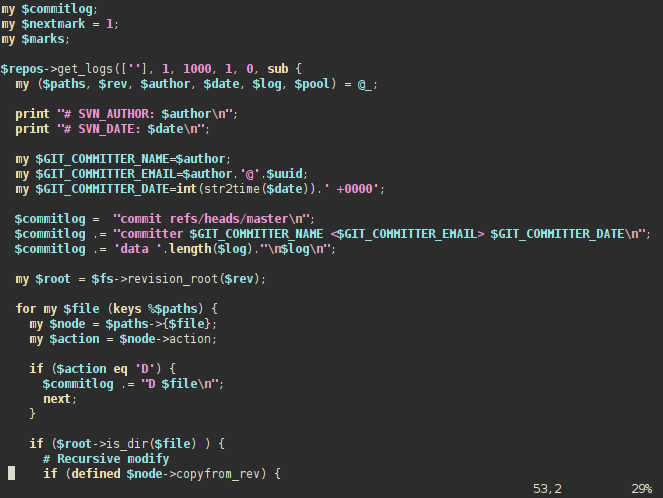 my $commitlog;
my $nextmark = 1;
my $marks;

$repos->get_logs([''], 1, 1000, 1, 0, sub {
  my ($paths, $rev, $author, $date, $log, $pool) = @_;

  print "# SVN_AUTHOR: $author\n";
  print "# SVN_DATE: $date\n";

  my $GIT_COMMITTER_NAME=$author;
  my $GIT_COMMITTER_EMAIL=$author.'@'.$uuid;
  my $GIT_COMMITTER_DATE=int(str2time($date)).' +0000';

  $commitlog =  "commit refs/heads/master\n";
  $commitlog .= "committer $GIT_COMMITTER_NAME <$GIT_COMMITTER_EMAIL> $GIT_COMMITTER_DATE\n";
  $commitlog .= 'data '.length($log)."\n$log\n";

  my $root = $fs->revision_root($rev);

  for my $file (keys %$paths) {
    my $node = $paths->{$file};
    my $action = $node->action;

    if ($action eq 'D') {
      $commitlog .= "D $file\n";
      next;
    }

    if ($root->is_dir($file) ) {
      # Recursive modify
      if (defined $node->copyfrom_rev) {
53,2 29%